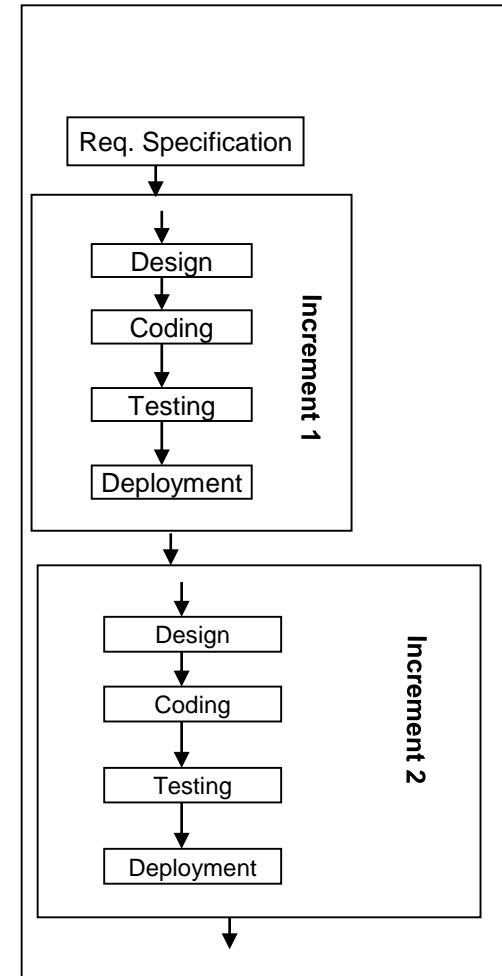 Req. Specification
Design
Coding
Testing
Deployment
Increment 1
Design
Coding
Testing
Deployment
Increment 2